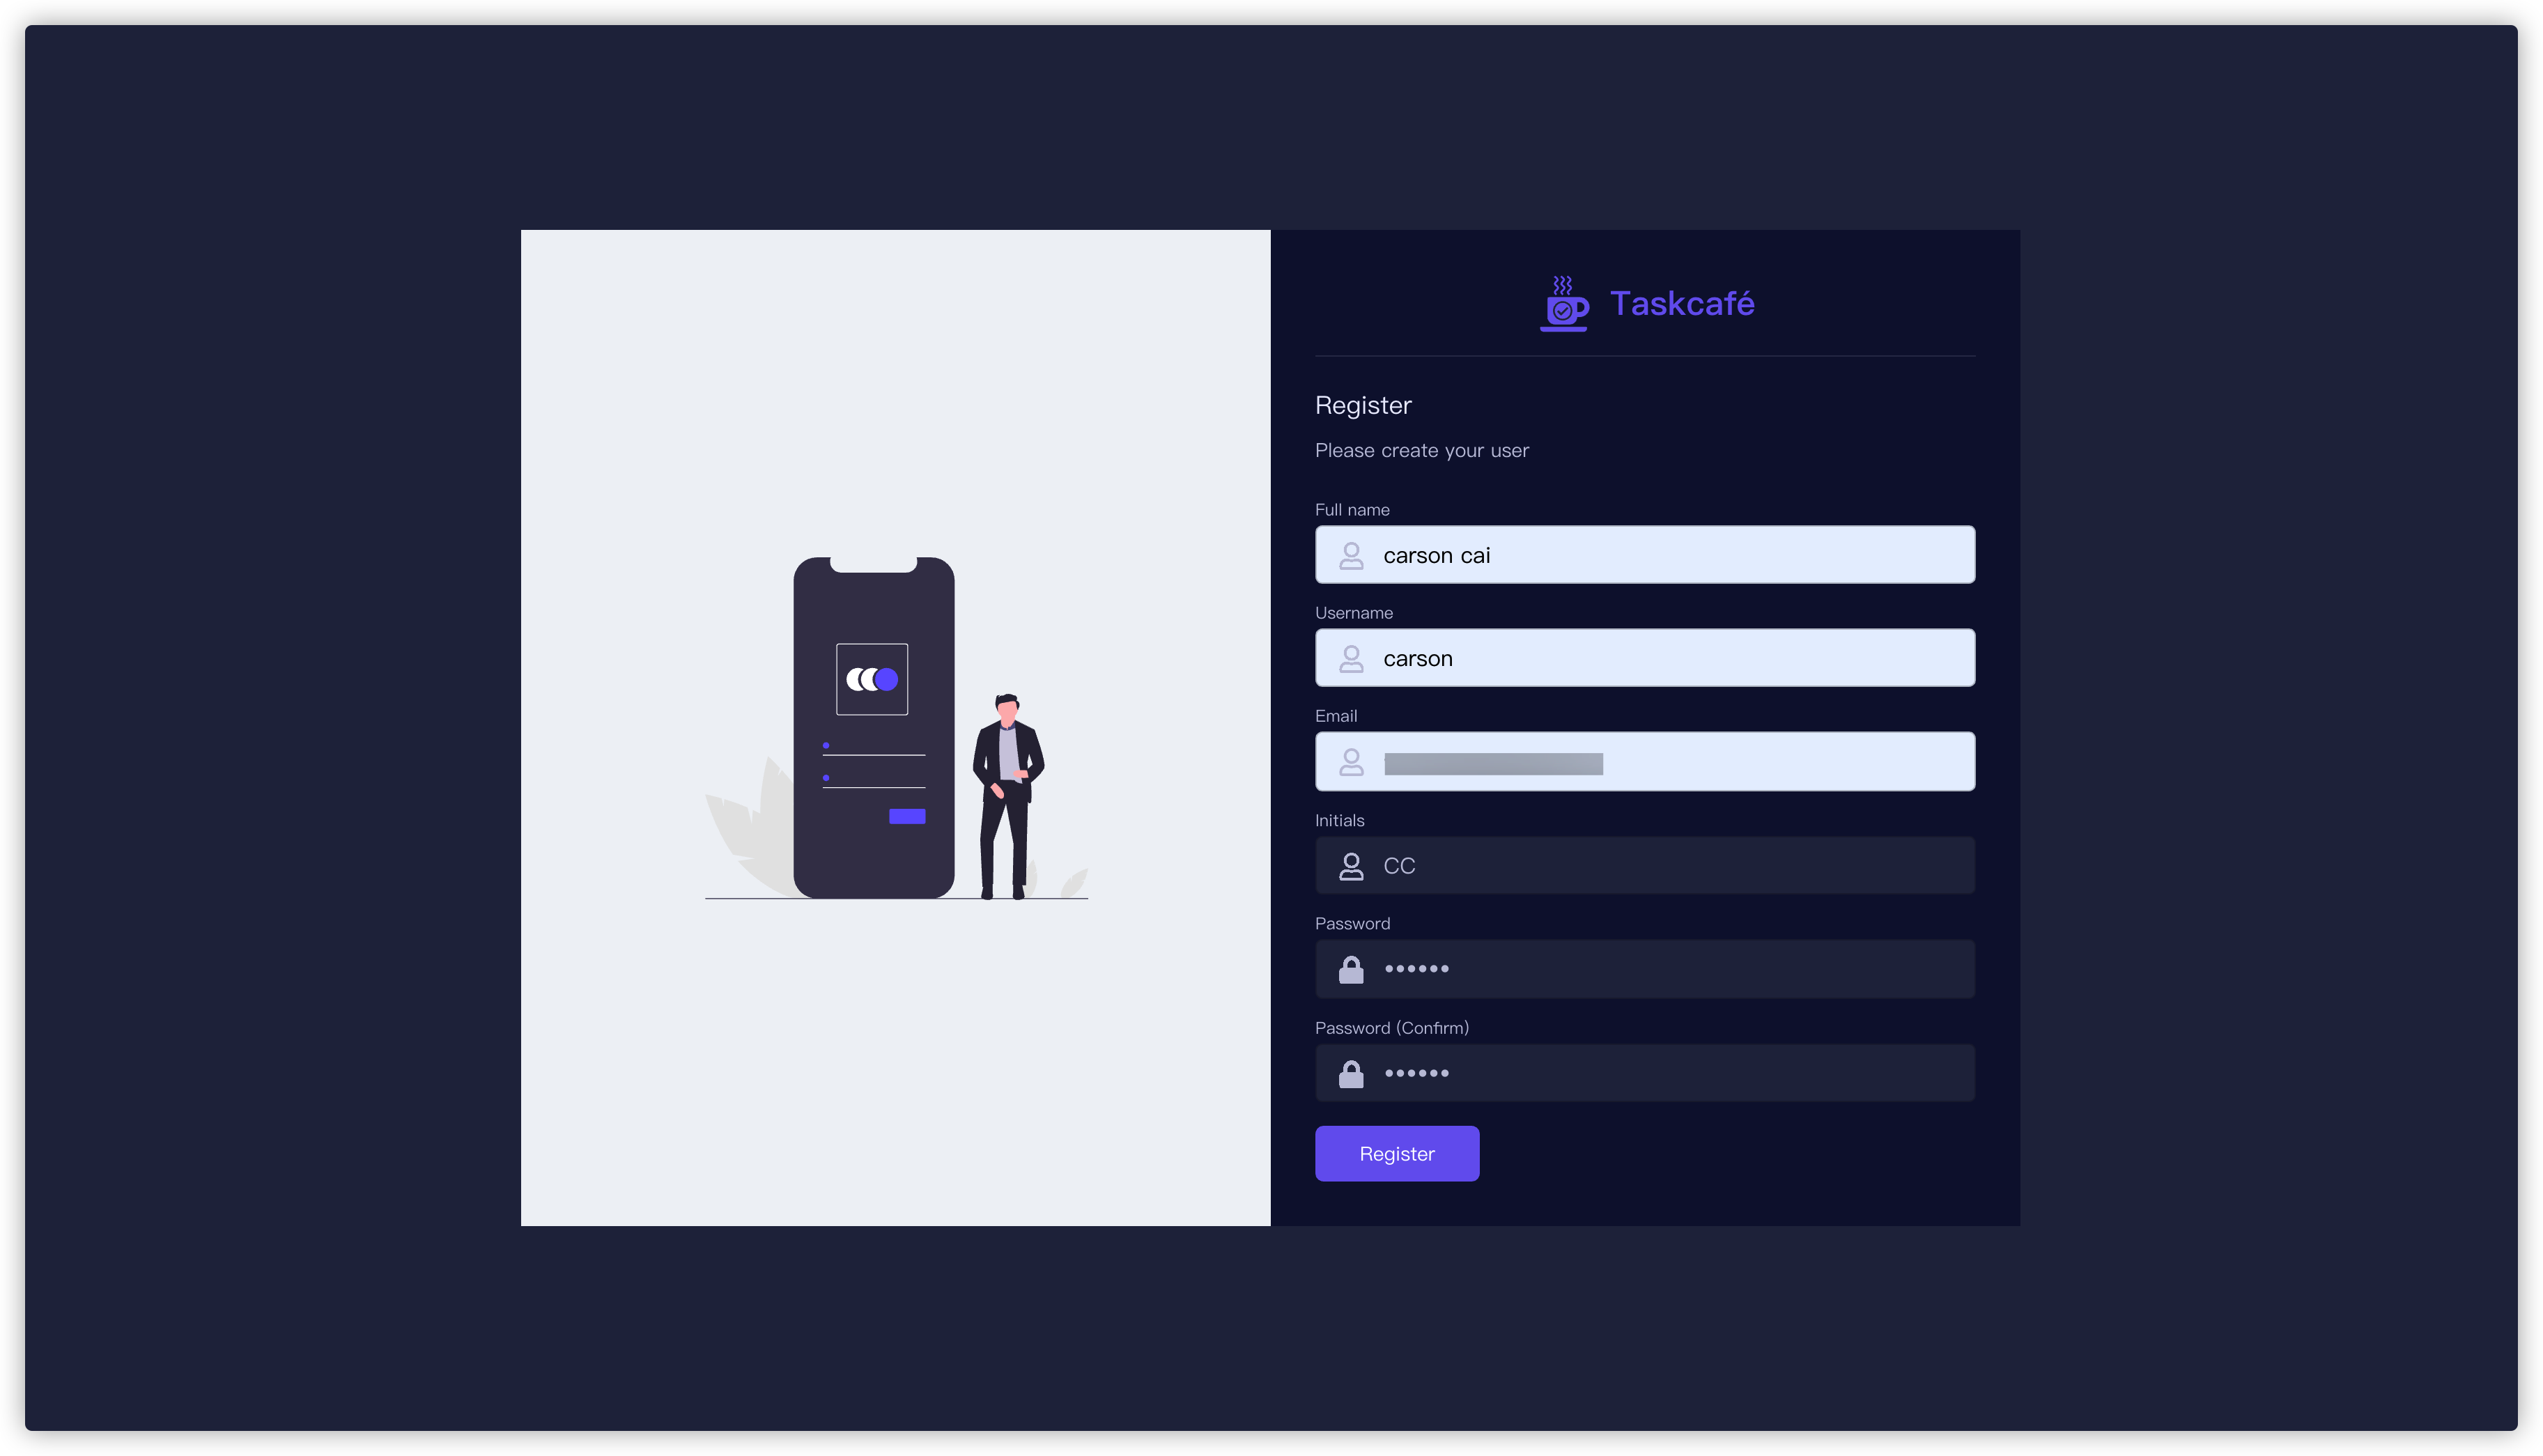 Taskcafé
Register
Please create your user
Full name
carson cai
Username
carson
Email
Initials
CC
Password
••••••
Password (Confirm)
••••••
Register